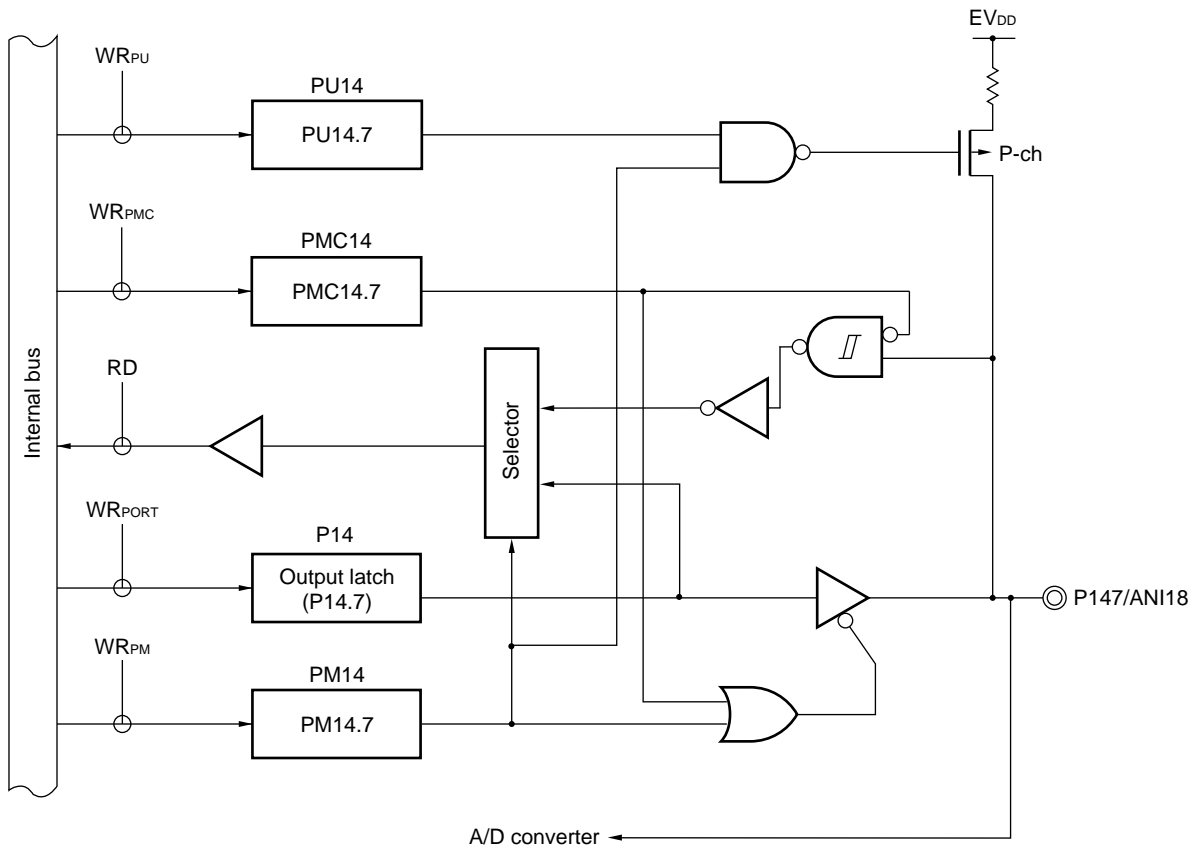 EVDD
WRPU
PU14
PU14.7
P-ch
WRPMC
PMC14
PMC14.7
Internal bus
RD
Selector
WRPORT
P14
Output latch
(P14.7)
P147/ANI18
WRPM
PM14
PM14.7
A/D converter